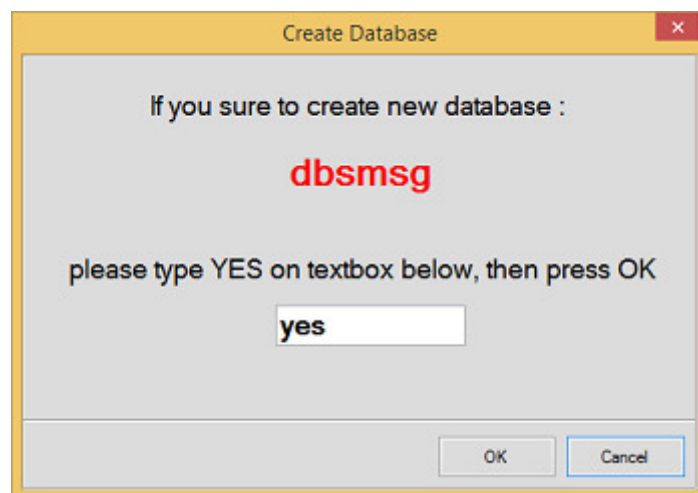 Create Database
If you sure to create new database :
dbsmsg
please type YES on textbox below, then press OK
yes
OK Cancel